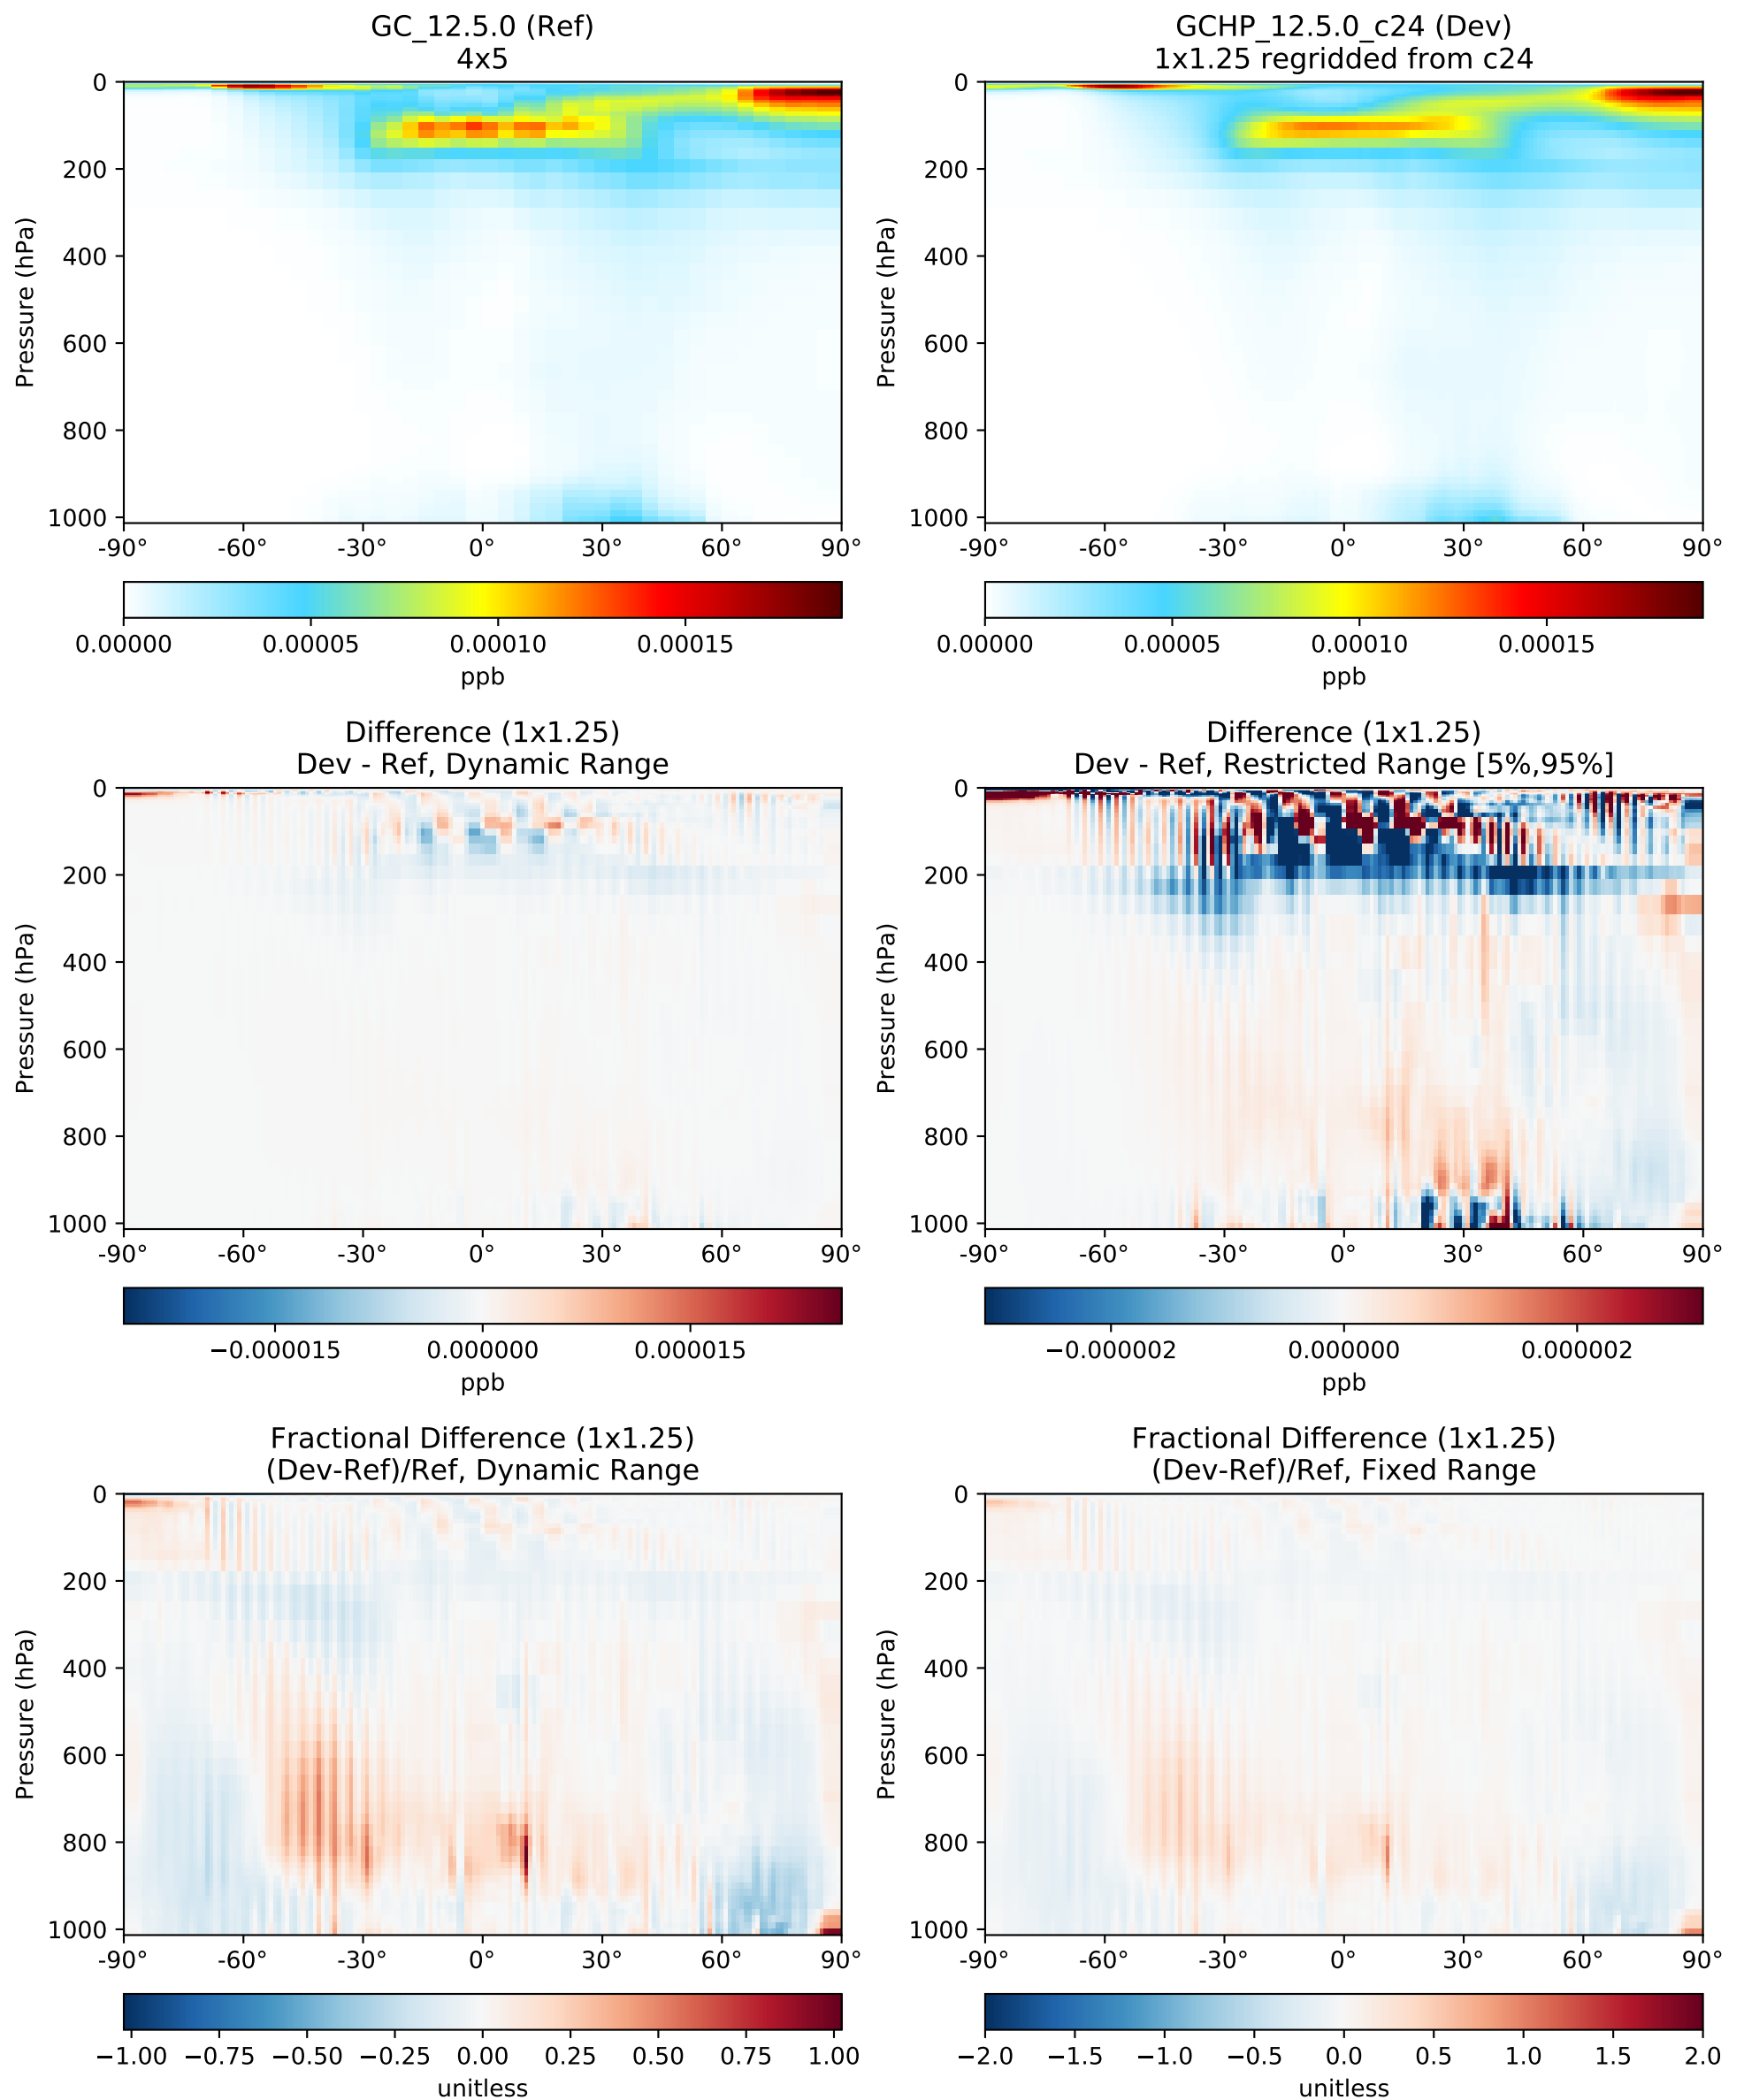 GC_12.5.0 (Ref)
4x5
GCHP_12.5.0_c24 (Dev)
1x1.25 regridded from c24
0
200
400
600
800
1000
Pressure (hPa)
-90° -60° -30° 0° 30° 60° 90°
0.00000 0.00005 0.00010 0.00015
ppb
0
200
400
600
800
1000
Pressure (hPa)
-90° -60° -30° 0° 30° 60° 90°
0.00000 0.00005 0.00010 0.00015
ppb
Difference (1x1.25)
Dev - Ref, Dynamic Range
0
200
400
600
800
1000
Pressure (hPa)
-90° -60° -30° 0° 30° 60° 90°
−0.000015 0.000000 0.000015
ppb
Difference (1x1.25)
Dev - Ref, Restricted Range [5%,95%]
0
200
400
600
800
1000
Pressure (hPa)
-90° -60° -30° 0° 30° 60° 90°
−0.000002 0.000000 0.000002
ppb
Fractional Difference (1x1.25)
(Dev-Ref)/Ref, Dynamic Range
0
200
400
600
800
1000
Pressure (hPa)
-90° -60° -30° 0° 30° 60° 90°
−1.00 −0.75 −0.50 −0.25 0.00 0.25 0.50 0.75 1.00
unitless
Fractional Difference (1x1.25)
(Dev-Ref)/Ref, Fixed Range
0
200
400
600
800
1000
Pressure (hPa)
-90° -60° -30° 0° 30° 60° 90°
−2.0 −1.5 −1.0 −0.5 0.0 0.5 1.0 1.5 2.0
unitless